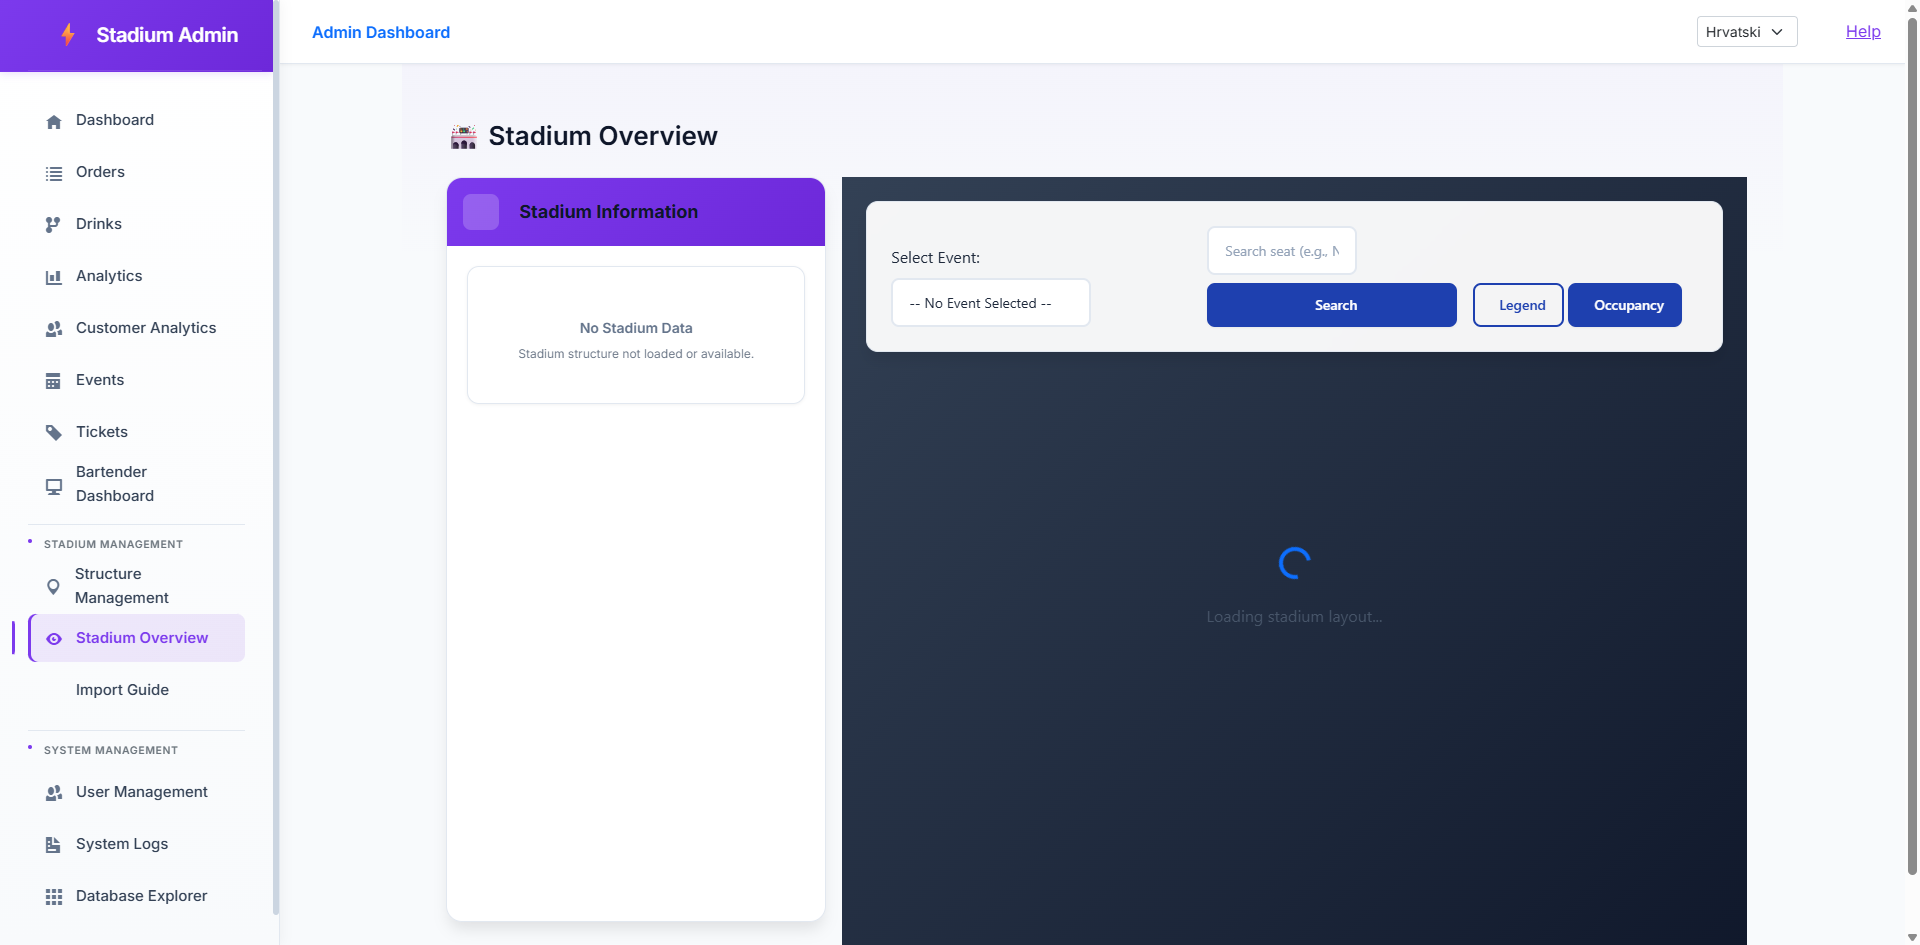 Stadium Admin
Admin Dashboard
Hrvatski
Help
Dashboard
Orders
Drinks
Analytics
Customer Analytics
Events
Tickets
Bartender
Dashboard
STADIUM MANAGEMENT
Structure
Management
Stadium Overview
Import Guide
SYSTEM MANAGEMENT
User Management
System Logs
Database Explorer
Stadium Overview
Stadium Information
No Stadium Data
Stadium structure not loaded or available.
Select Event:
-- No Event Selected --
Search seat (e.g., N
Search
Legend
Occupancy
Loading stadium layout...